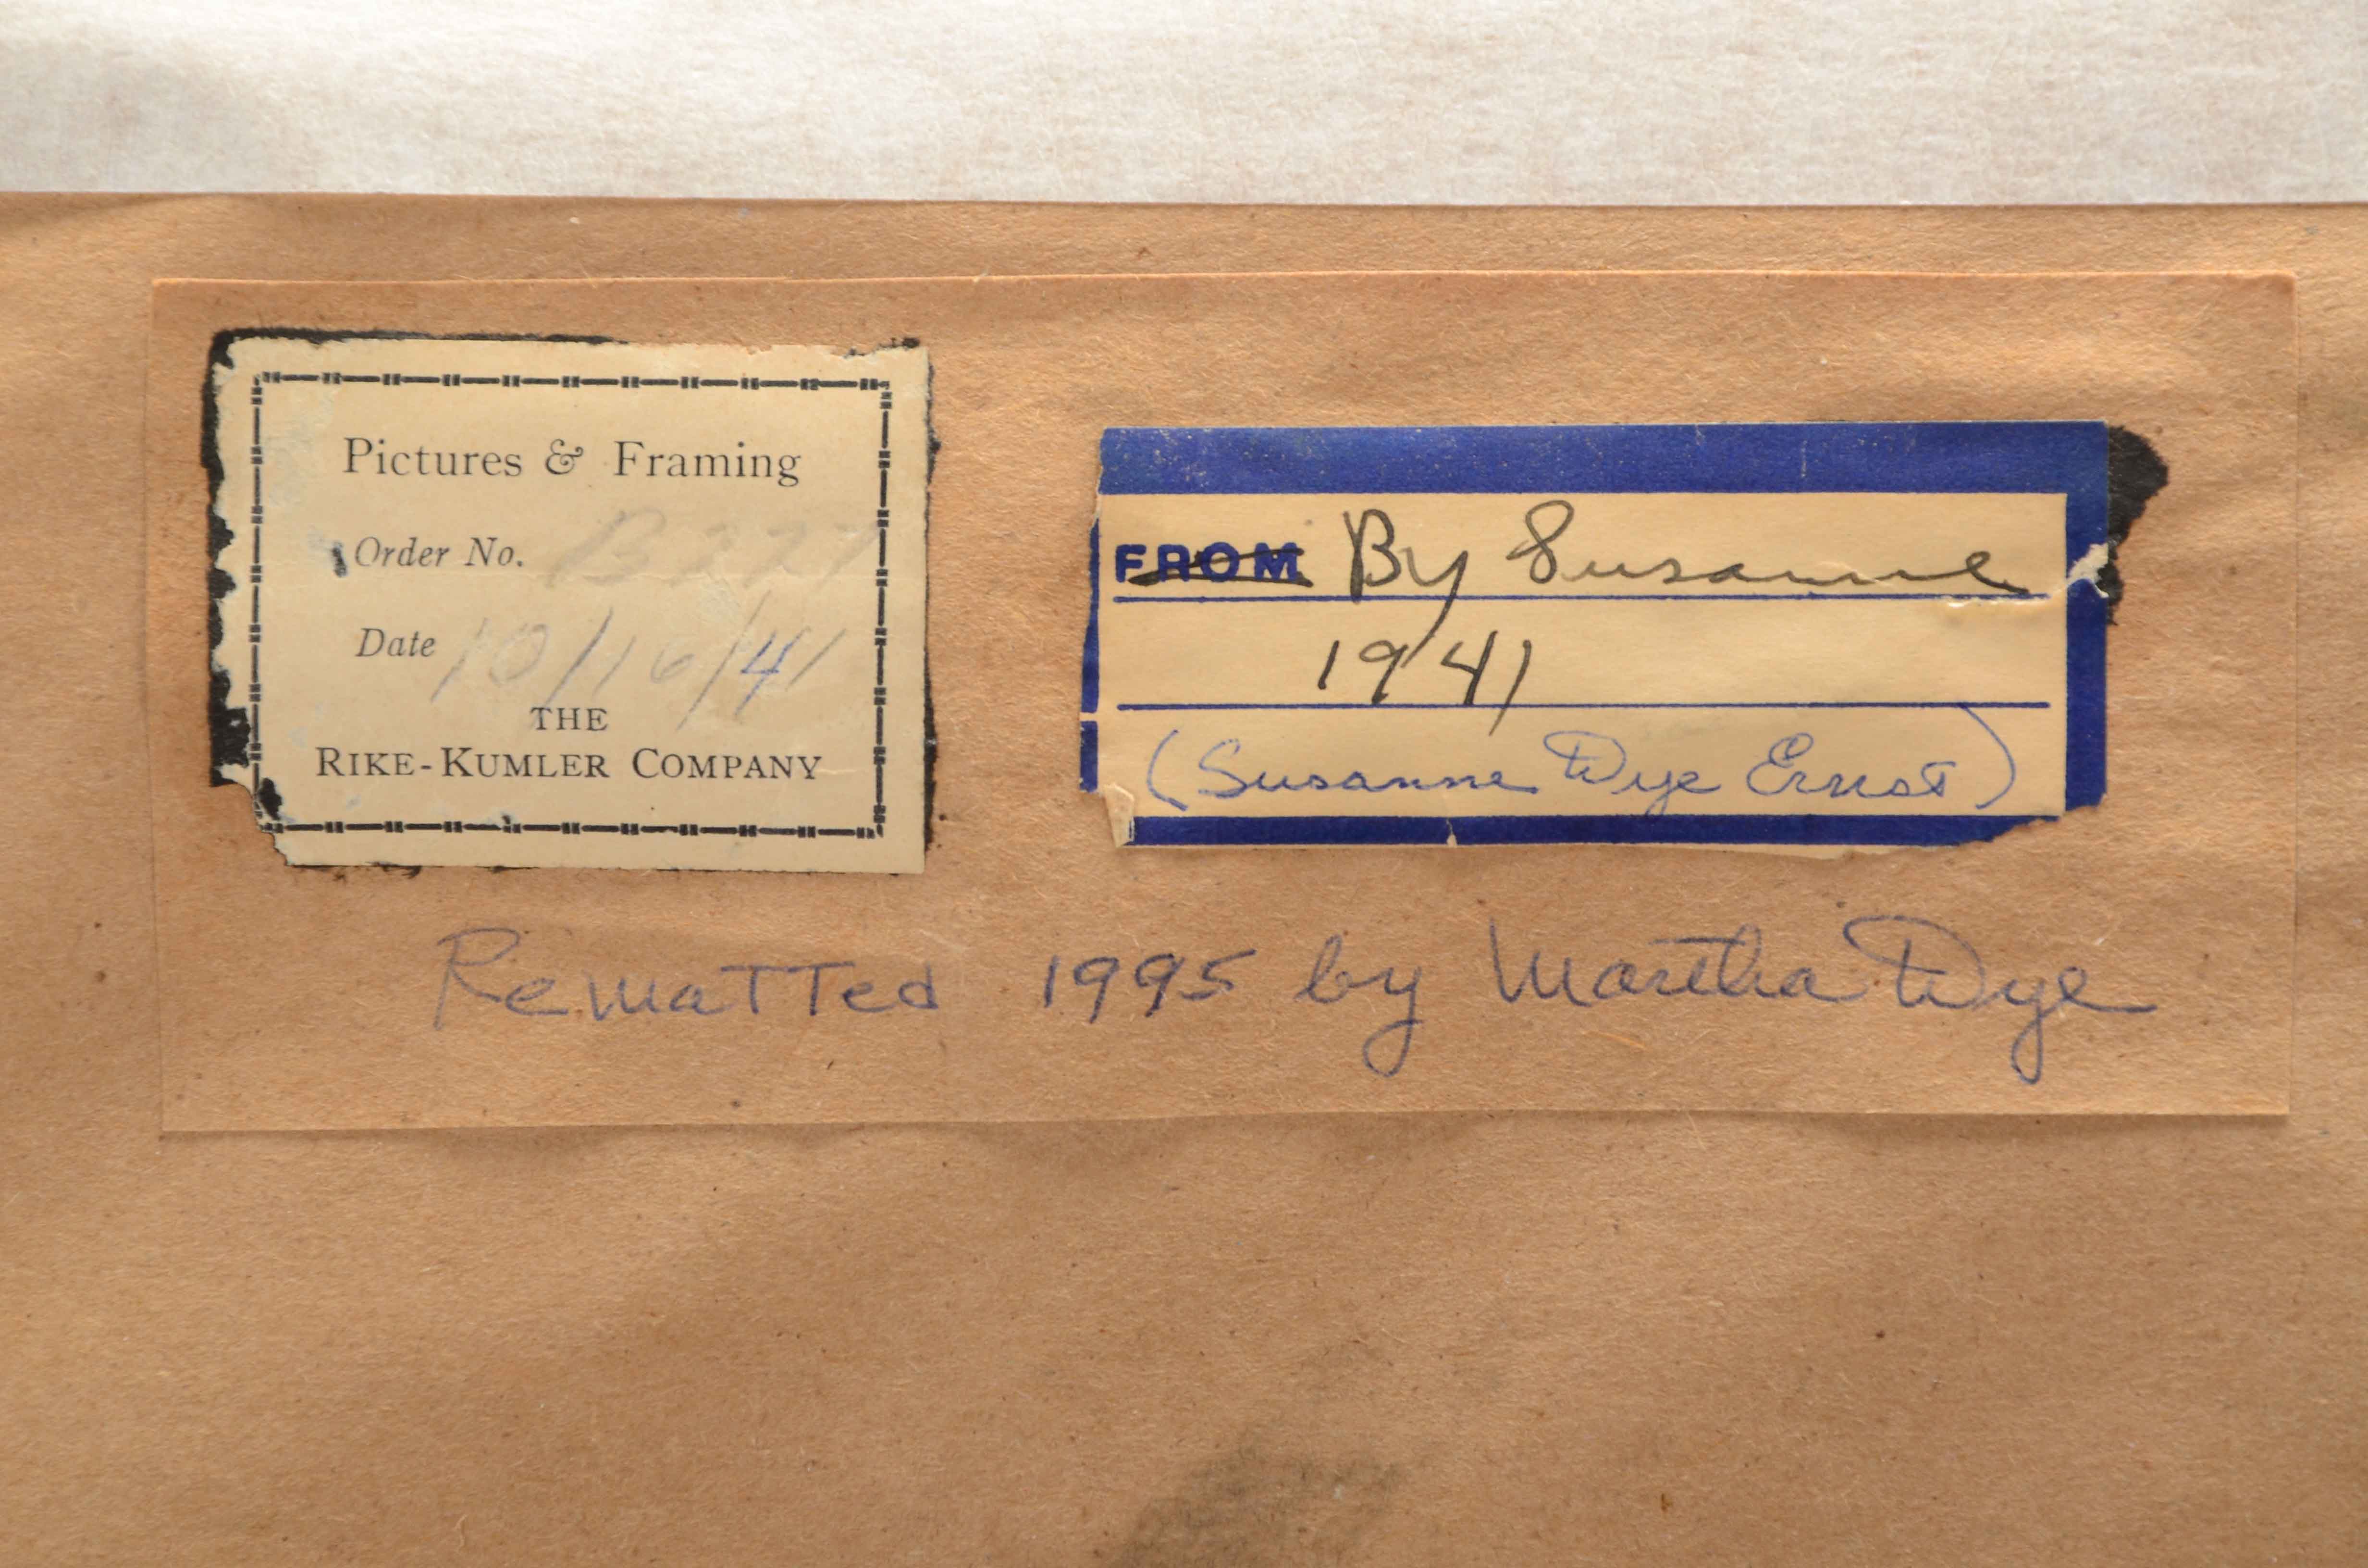 Pictures & Framing
Order No.
Date 10/16/41
THE
RIKE-KUMLER COMPANY
FROM By Susanne
1941
(Susanne Dye Ernst)
Rematted 1995 by Martha Dye